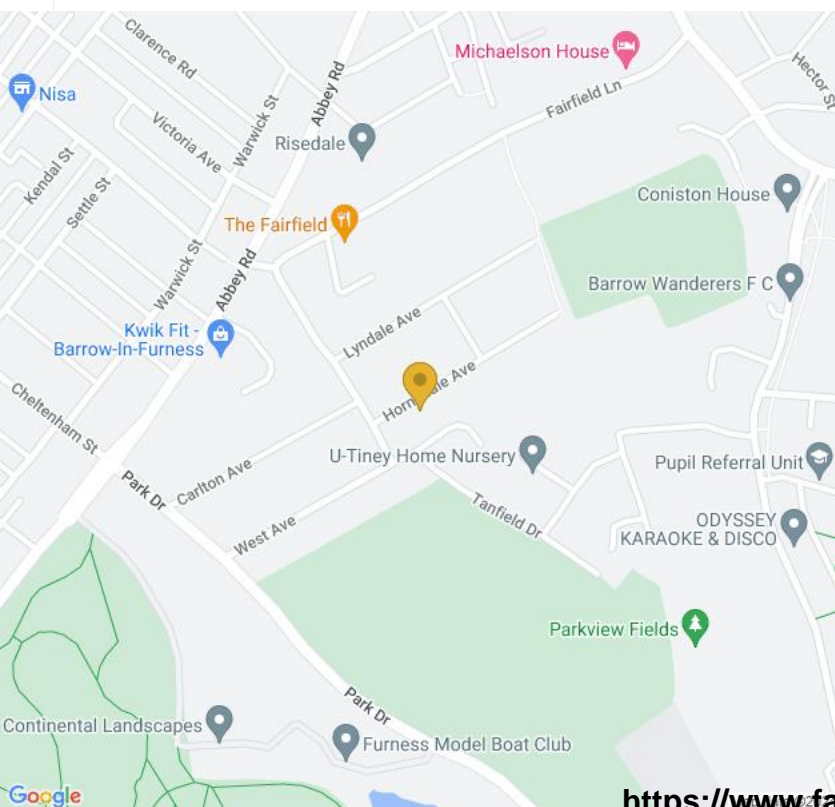 Clarence Rd
Michaelson House
Hector St
Nisa
Abbey Rd
Fairfield Ln
Warwick St
Victoria Ave
Risedale
Kendal St
Settle St
Coniston House
The Fairfield
Warwick St
Abbey Rd
Barrow Wanderers F C
Kwik Fit -
Barrow-In-Furness
Lyndale Ave
Cheltenham St
U-Tiney Home Nursery
Pupil Referral Unit
Carlton Ave
Park Dr
Tanfield Dr
ODYSSEY
KARAOKE & DISCO
West Ave
Parkview Fields
Park Dr
Continental Landscapes
Furness Model Boat Club
Google
https://www.fa